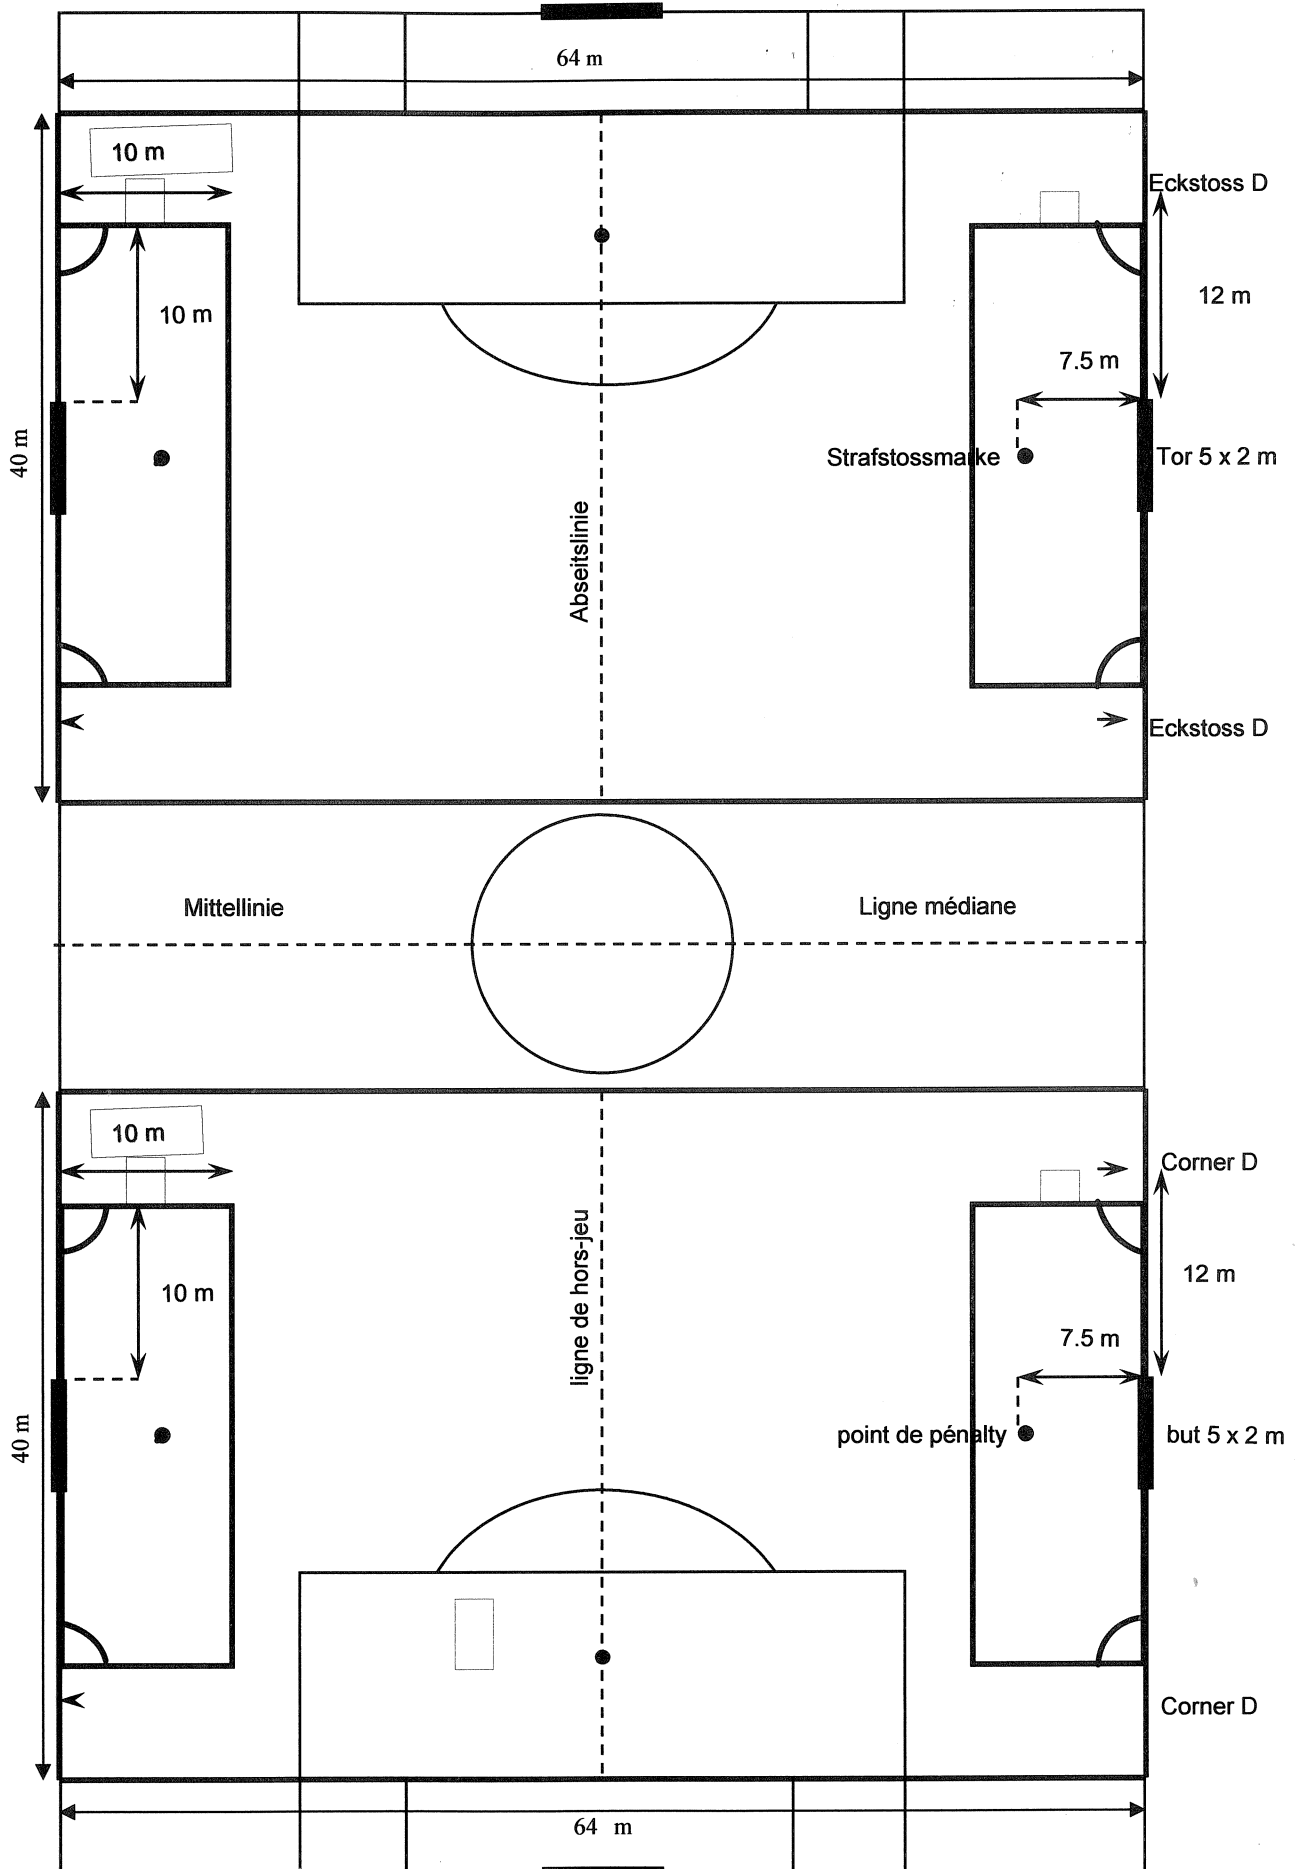 64 m
10 m
Eckstoss D
12 m
10 m
7.5 m
40 m
Strafstossmarke
Tor 5 x 2 m
Abseitslinie
Eckstoss D
Mittellinie
Ligne médiane
10 m
Corner D
12 m
10 m
ligne de hors-jeu
7.5 m
40 m
point de pénalty
but 5 x 2 m
Corner D
64 m